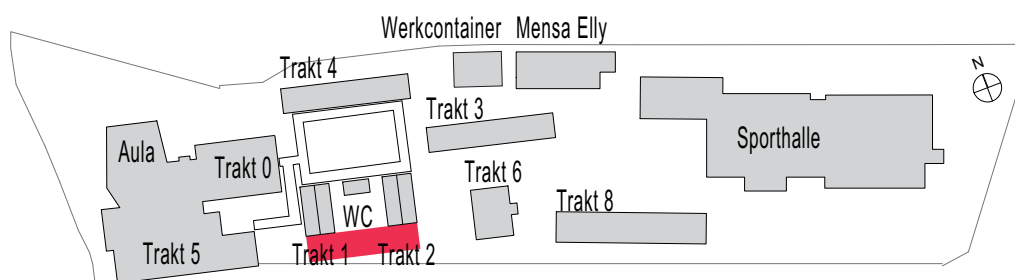 Werkcontainer Mensa Elly
Trakt 4
N
Trakt 3
Aula
Trakt 0
Sporthalle
Trakt 6
WC
Trakt 8
Trakt 5
Trakt 1
Trakt 2